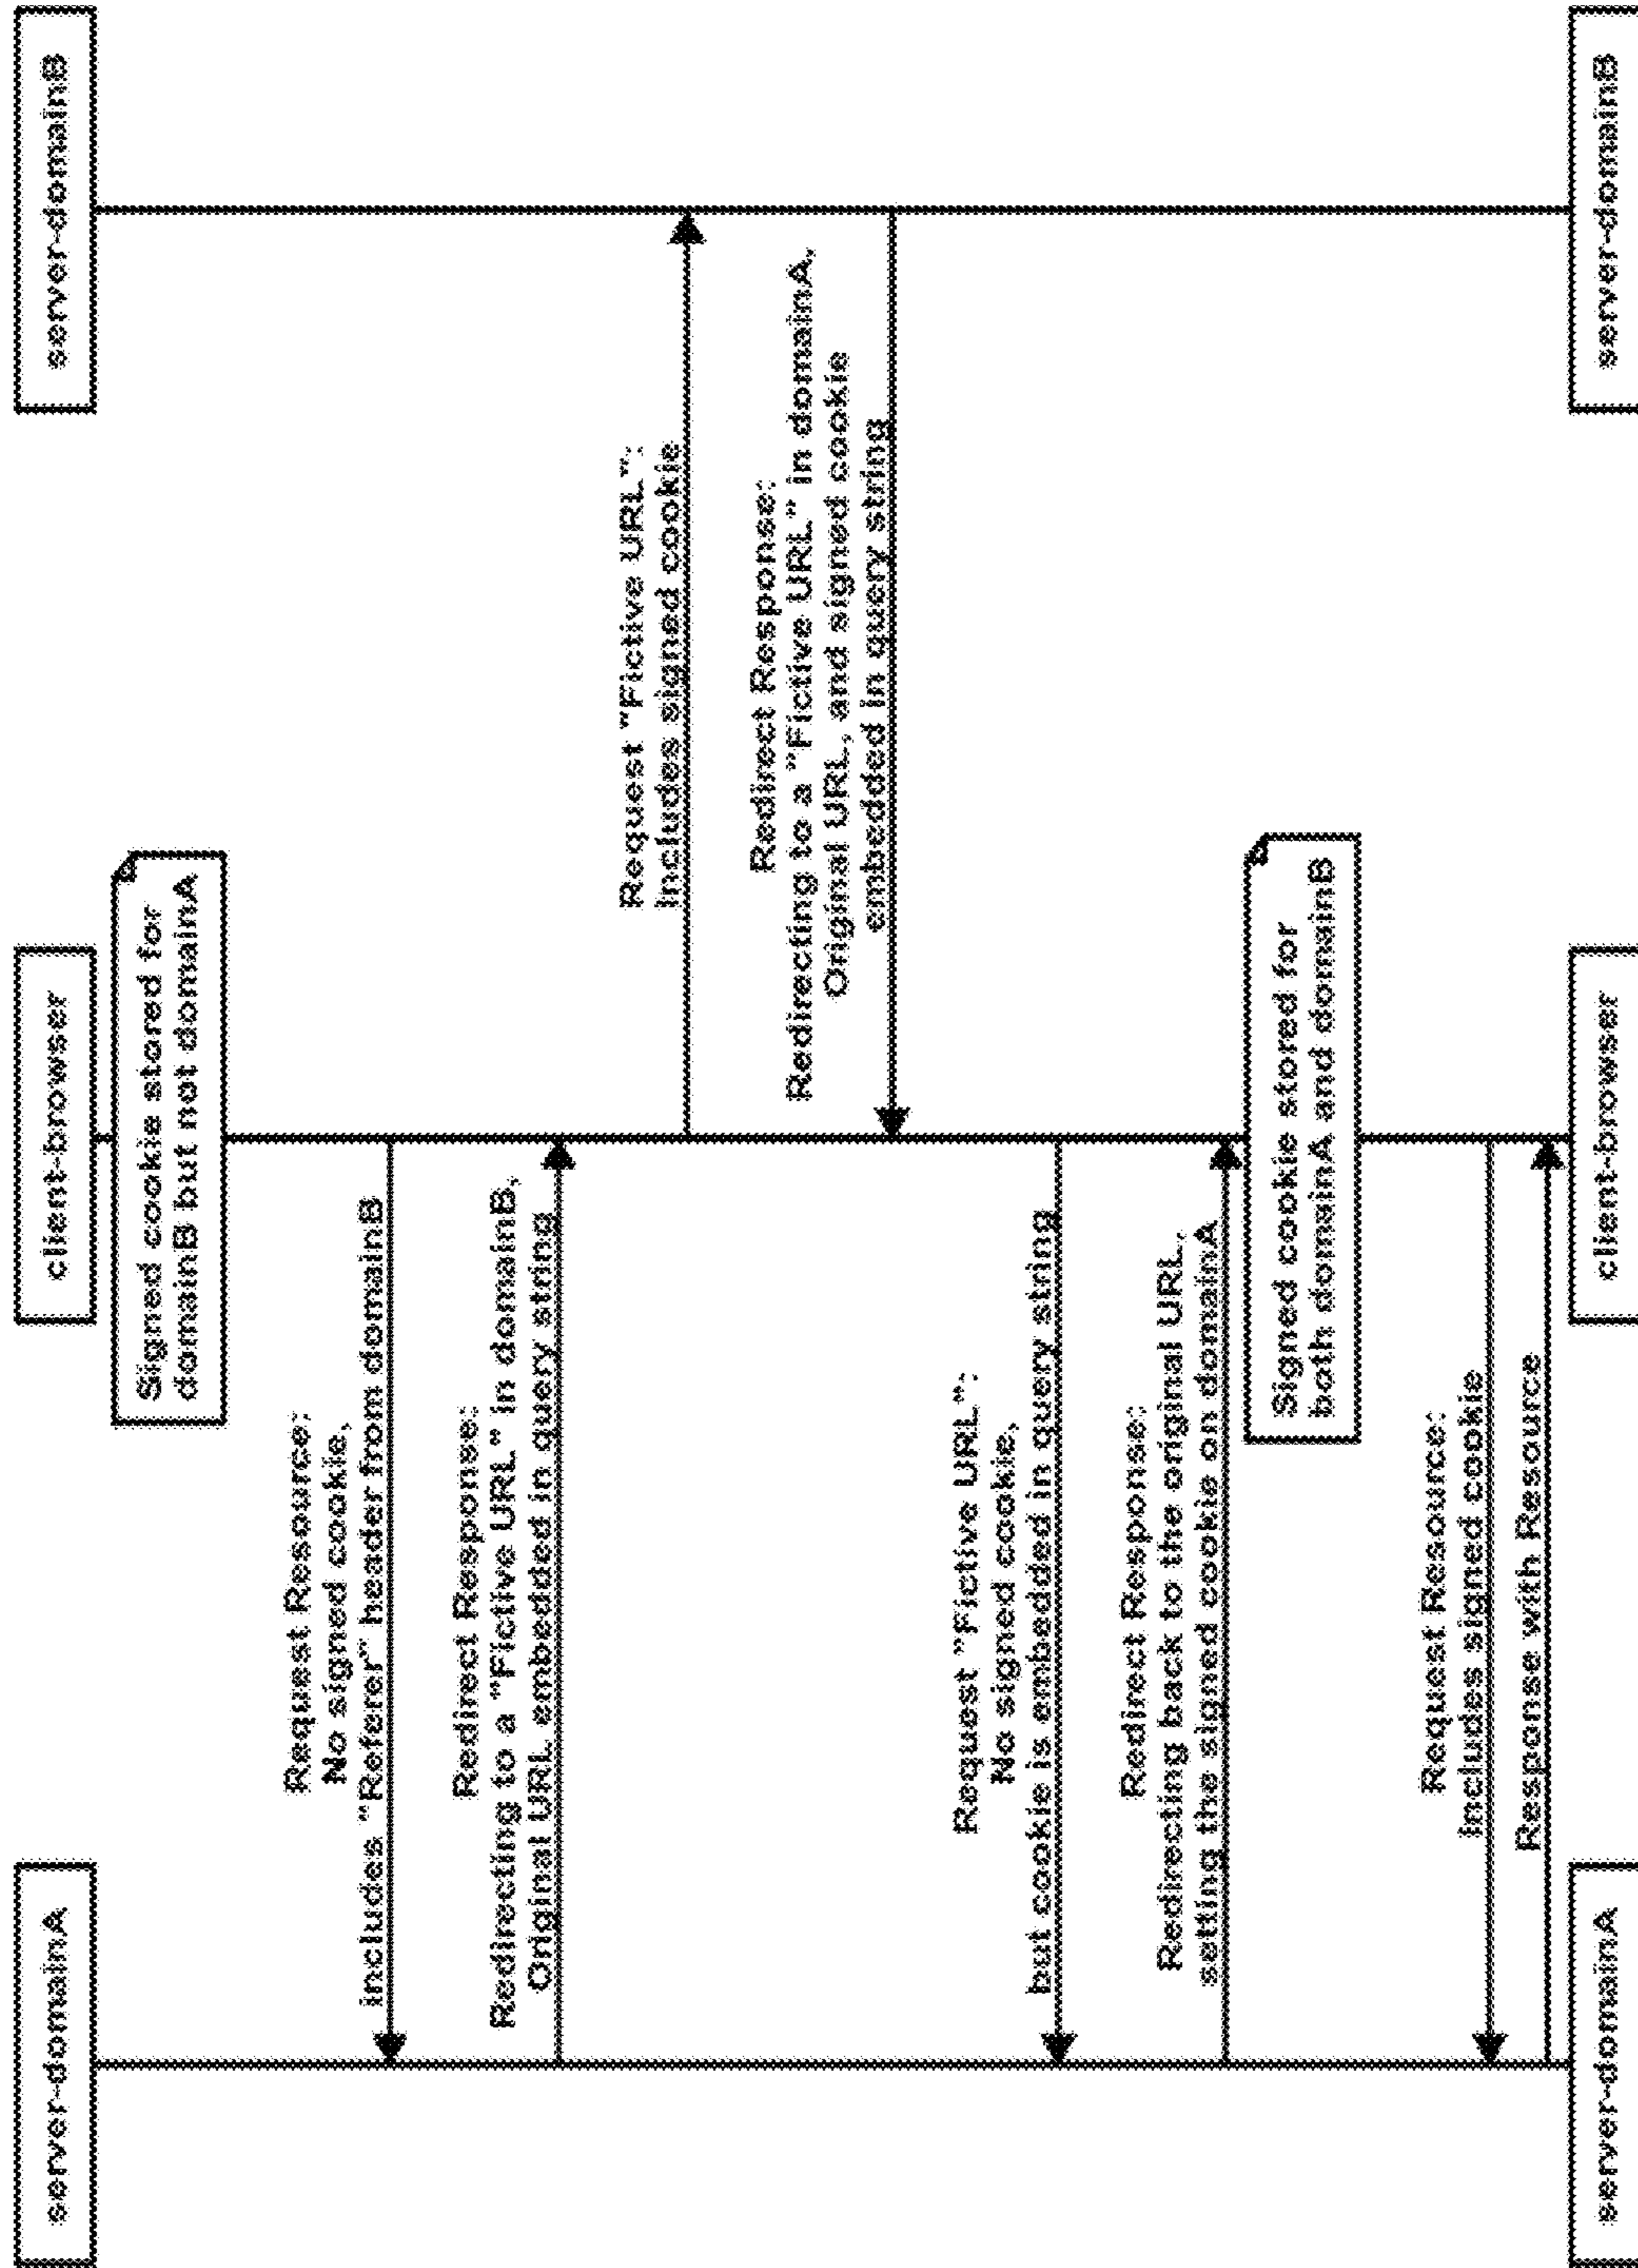 server-domainA
client-browser
server-domainB
Signed cookie stored for
domainB but not domainA
Request Resource:
No signed cookie,
includes "Referer" header from domainB
Redirect Response:
Redirecting to a "Fictive URL" in domainB,
Original URL embedded in query string
Request "Fictive URL":
Includes signed cookie
Redirect Response:
Redirecting to a "Fictive URL" in domainA,
Original URL, and signed cookie
embedded in query string
Request "Fictive URL":
No signed cookie,
but cookie is embedded in query string
Redirect Response:
Redirecting back to the original URL,
setting the signed cookie on domainA
Signed cookie stored for
both domainA and domainB
Request Resource:
includes signed cookie
Response with Resource
server-domainA
client-browser
server-domainB